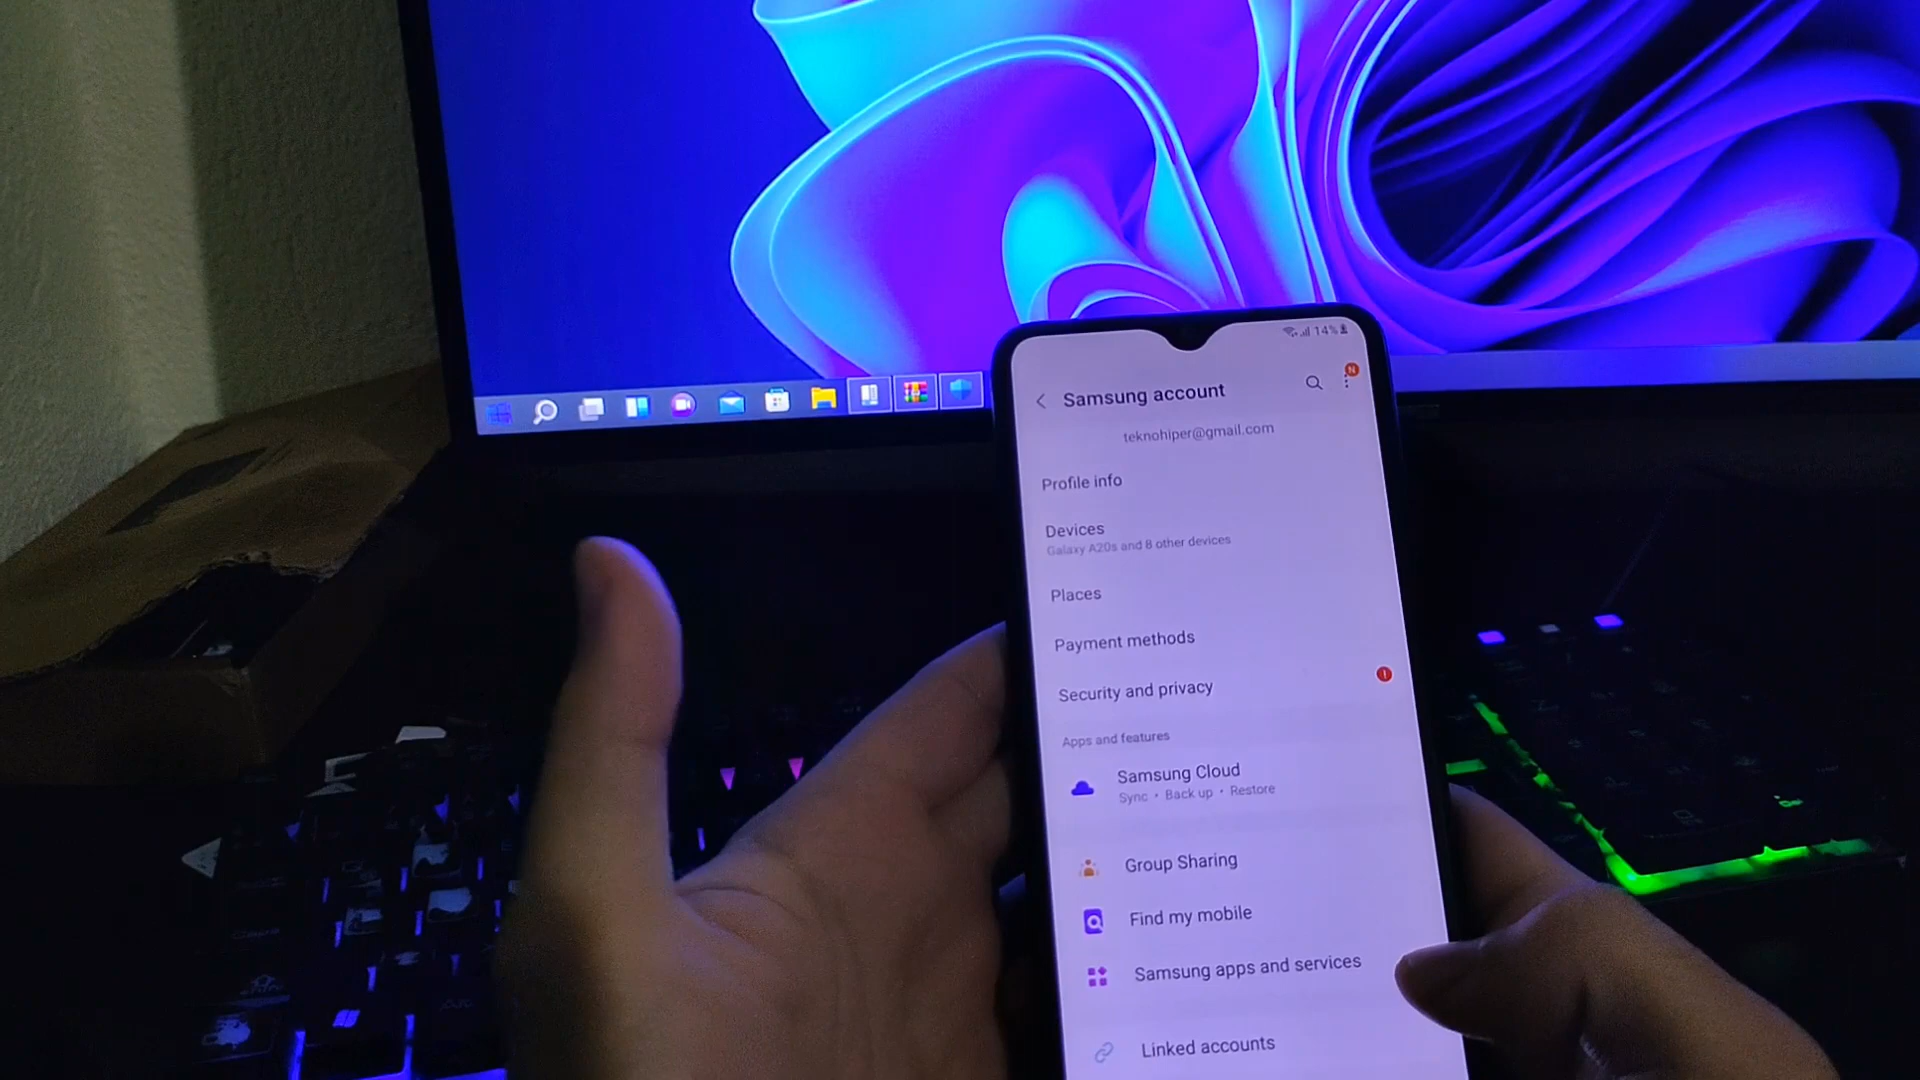 14%
Samsung account
N
teknohiper@gmail.com
Profile info
Devices
Galaxy A20s and 8 other devices
Places
Payment methods
Security and privacy
!
Apps and features
Samsung Cloud
Sync • Back up • Restore
Group Sharing
Find my mobile
Samsung apps and services
Linked accounts